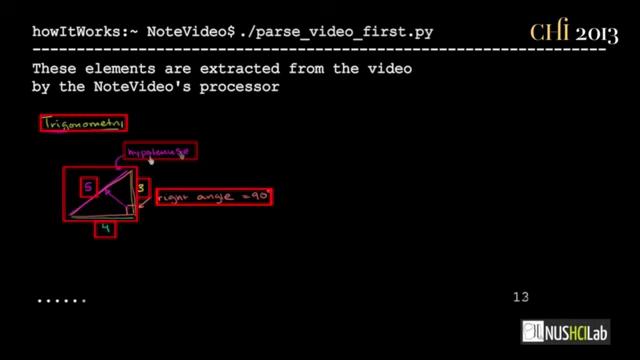 howItWorks:~ NoteVideo$ ./parse_video_first.py
CHI 2013
These elements are extracted from the video
by the NoteVideo's processor
Trigonometry
hypotenuse
5
3
right angle = 90°
4
......
13
NUSHCILab